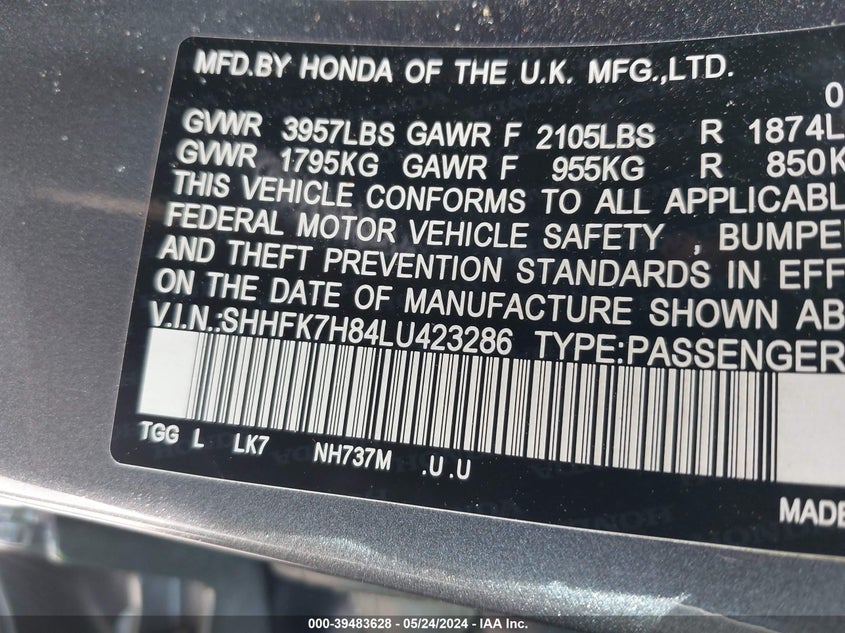 MFD.BY HONDA OF THE U.K. MFG.,LTD.
0
GVWR 3957LBS GAWR F 2105LBS R 1874L
GVWR 1795KG GAWR F 955KG R 850K
THIS VEHICLE CONFORMS TO ALL APPLICABL
FEDERAL MOTOR VEHICLE SAFETY , BUMPE
AND THEFT PREVENTION STANDARDS IN EFF
ON THE DATE OF MANUFACTURE SHOWN AB
V.I.N.:SHHFK7H84LU423286 TYPE:PASSENGER
TGG L LK7 NH737M .U.U
MADE
000-39483628 - 05/24/2024 - IAA Inc.